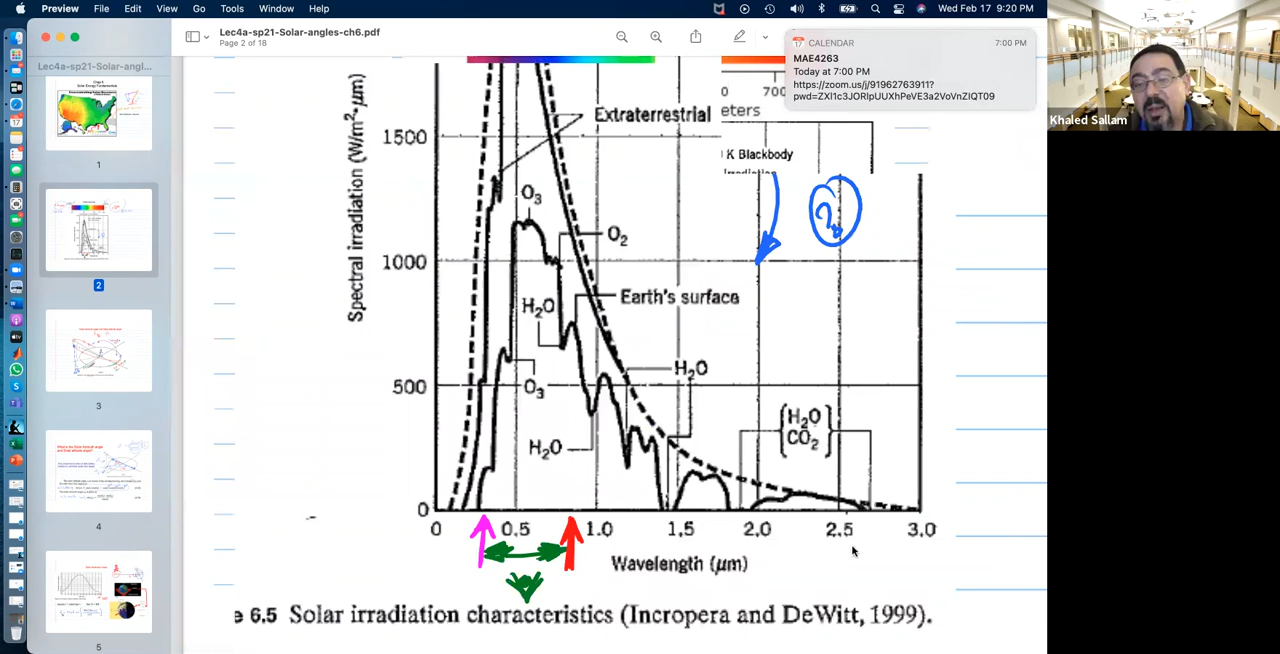 Preview File Edit View Go Tools Window Help
Wed Feb 17 9:20 PM
Lec4a-sp21-Solar-angles-ch6.pdf
Page 2 of 18
Lec4a-sp21-Solar-angl...
CALENDAR
7:00 PM
MAE4263
Today at 7:00 PM
https://zoom.us/j/91962763911?
pwd=ZXl1c3JORlpUUXhPeVE3a2VoVnZIQT09
Khaled Sallam
1
2
3
4
5
0 700
meters
K Blackbody
Extraterrestrial
Spectral irradiation (W/m²·μm)
1500
O₃
O₂
1000
Earth's surface
H₂O
H₂O
500
O₃
H₂O
CO₂
H₂O
0
0 0.5 1.0 1.5 2.0 2.5 3.0
Wavelength (μm)
e 6.5 Solar irradiation characteristics (Incropera and DeWitt, 1999).